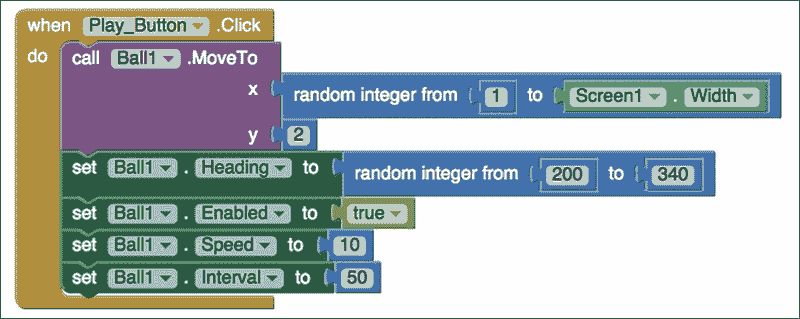 when Play_Button .Click
do call Ball1 .MoveTo
x random integer from 1 to Screen1 . Width
y 2
set Ball1 . Heading to random integer from 200 to 340
set Ball1 . Enabled to true
set Ball1 . Speed to 10
set Ball1 . Interval to 50